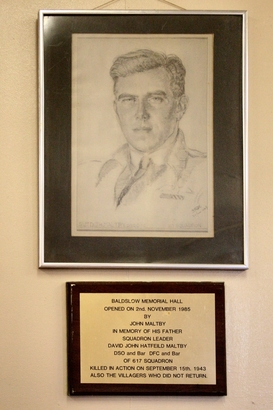 BALDSLOW MEMORIAL HALL
OPENED ON 2nd. NOVEMBER 1985
BY
JOHN MALTBY
IN MEMORY OF HIS FATHER
SQUADRON LEADER
DAVID JOHN HATFEILD MALTBY
DSO and Bar DFC and Bar
OF 617 SQUADRON
KILLED IN ACTION ON SEPTEMBER 15th. 1943
ALSO THE VILLAGERS WHO DID NOT RETURN.